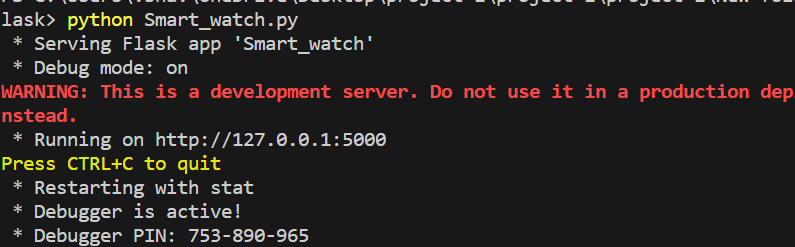 lask> python Smart_watch.py
 * Serving Flask app 'Smart_watch'
 * Debug mode: on
WARNING: This is a development server. Do not use it in a production dep
nstead.
 * Running on http://127.0.0.1:5000
Press CTRL+C to quit
 * Restarting with stat
 * Debugger is active!
 * Debugger PIN: 753-890-965